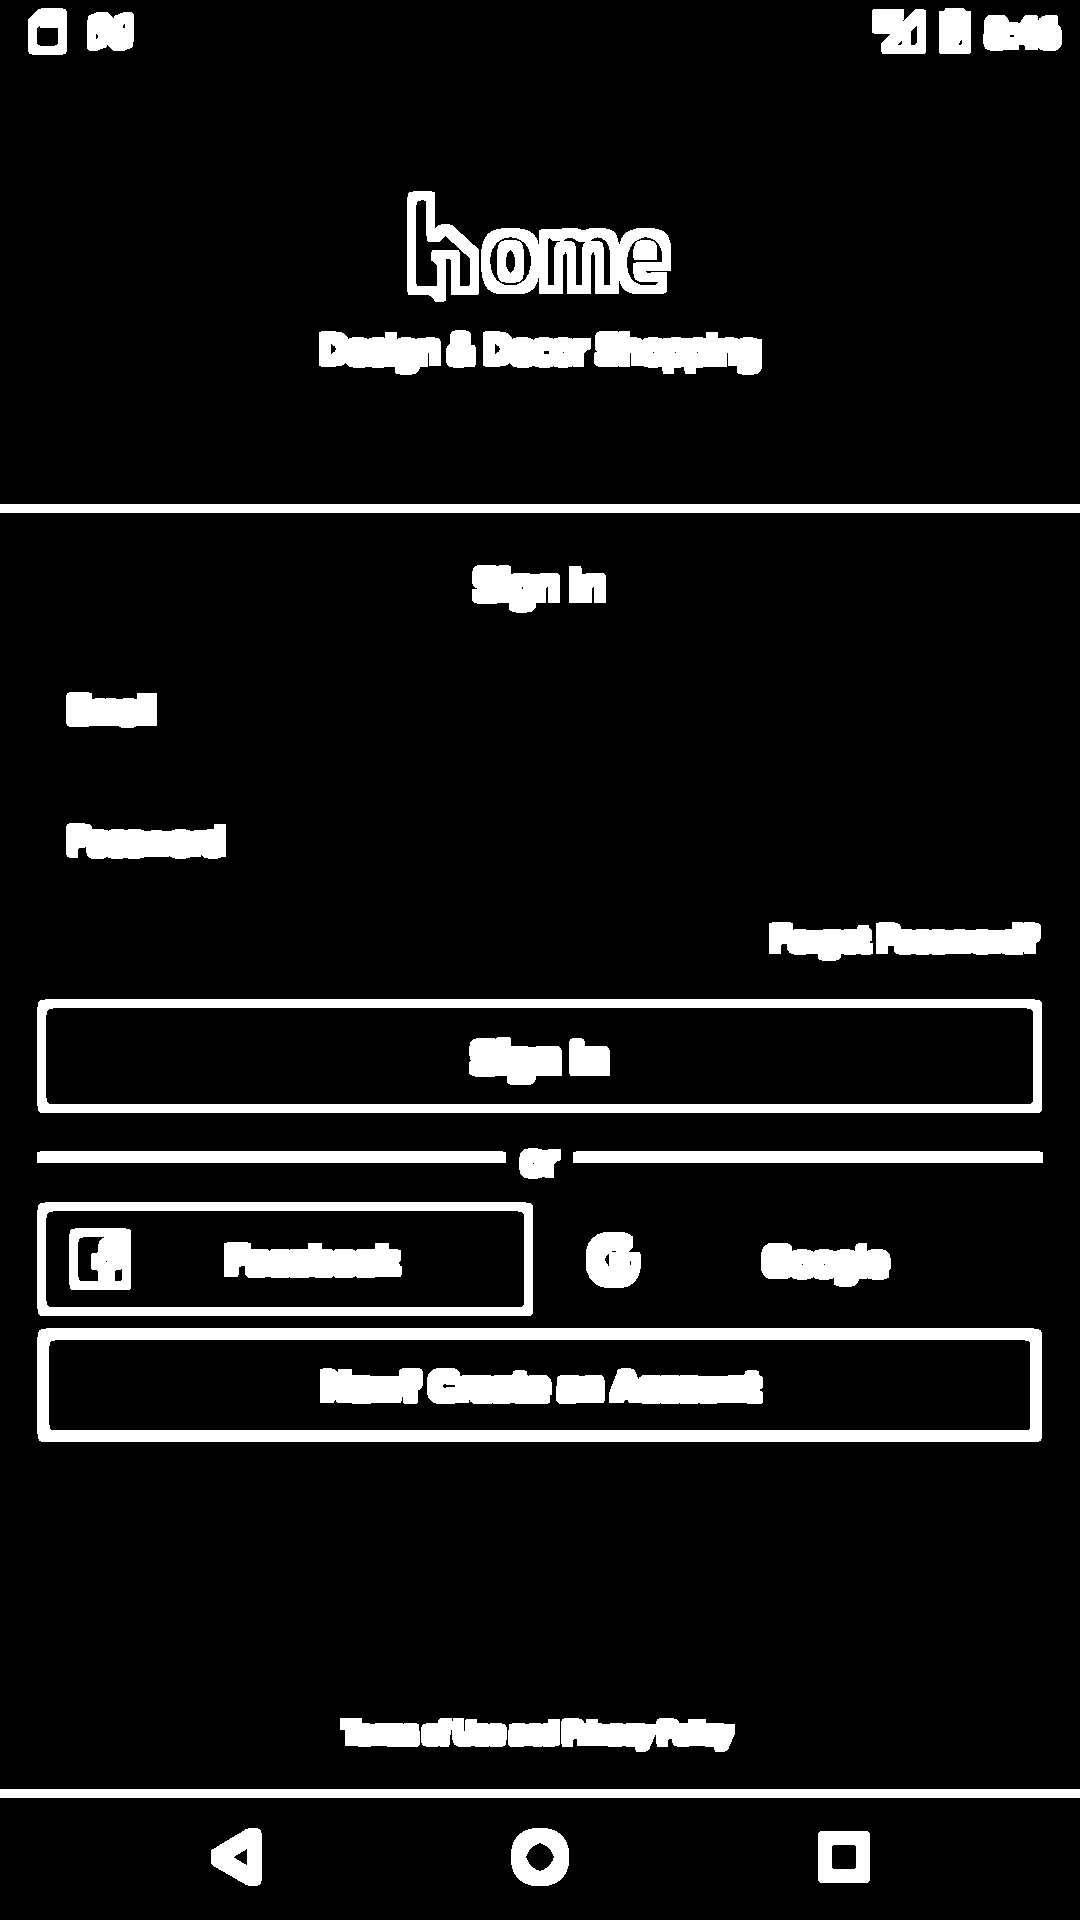 8:46
home
Design & Decor Shopping
Sign In
Email
Password
Forgot Password?
Sign In
or
Facebook
Google
New? Create an Account
Terms of Use and Privacy Policy